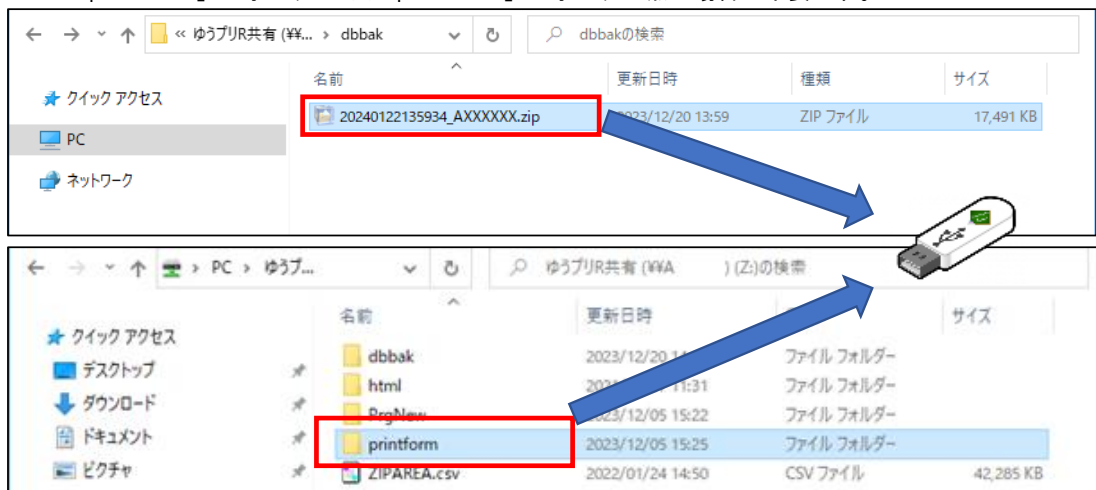 ← → ↑ « ゆうプリR共有 (¥¥... › dbbak dbbakの検索
名前 更新日時 種類 サイズ
クイック アクセス
20240122135934_AXXXXXX.zip 2023/12/20 13:59 ZIP ファイル 17,491 KB
PC
ネットワーク
← → ↑ › PC › ゆうプ... ゆうプリR共有 (¥¥A ) (Z:)の検索
名前 更新日時 サイズ
クイック アクセス
dbbak 2023/12/20 ファイル フォルダー
デスクトップ
html 11:31 ファイル フォルダー
ダウンロード
PrgNew 2023/12/05 15:22 ファイル フォルダー
ドキュメント
printform 2023/12/05 15:25 ファイル フォルダー
ピクチャ
ZIPAREA.csv 2022/01/24 14:50 CSV ファイル 42,285 KB